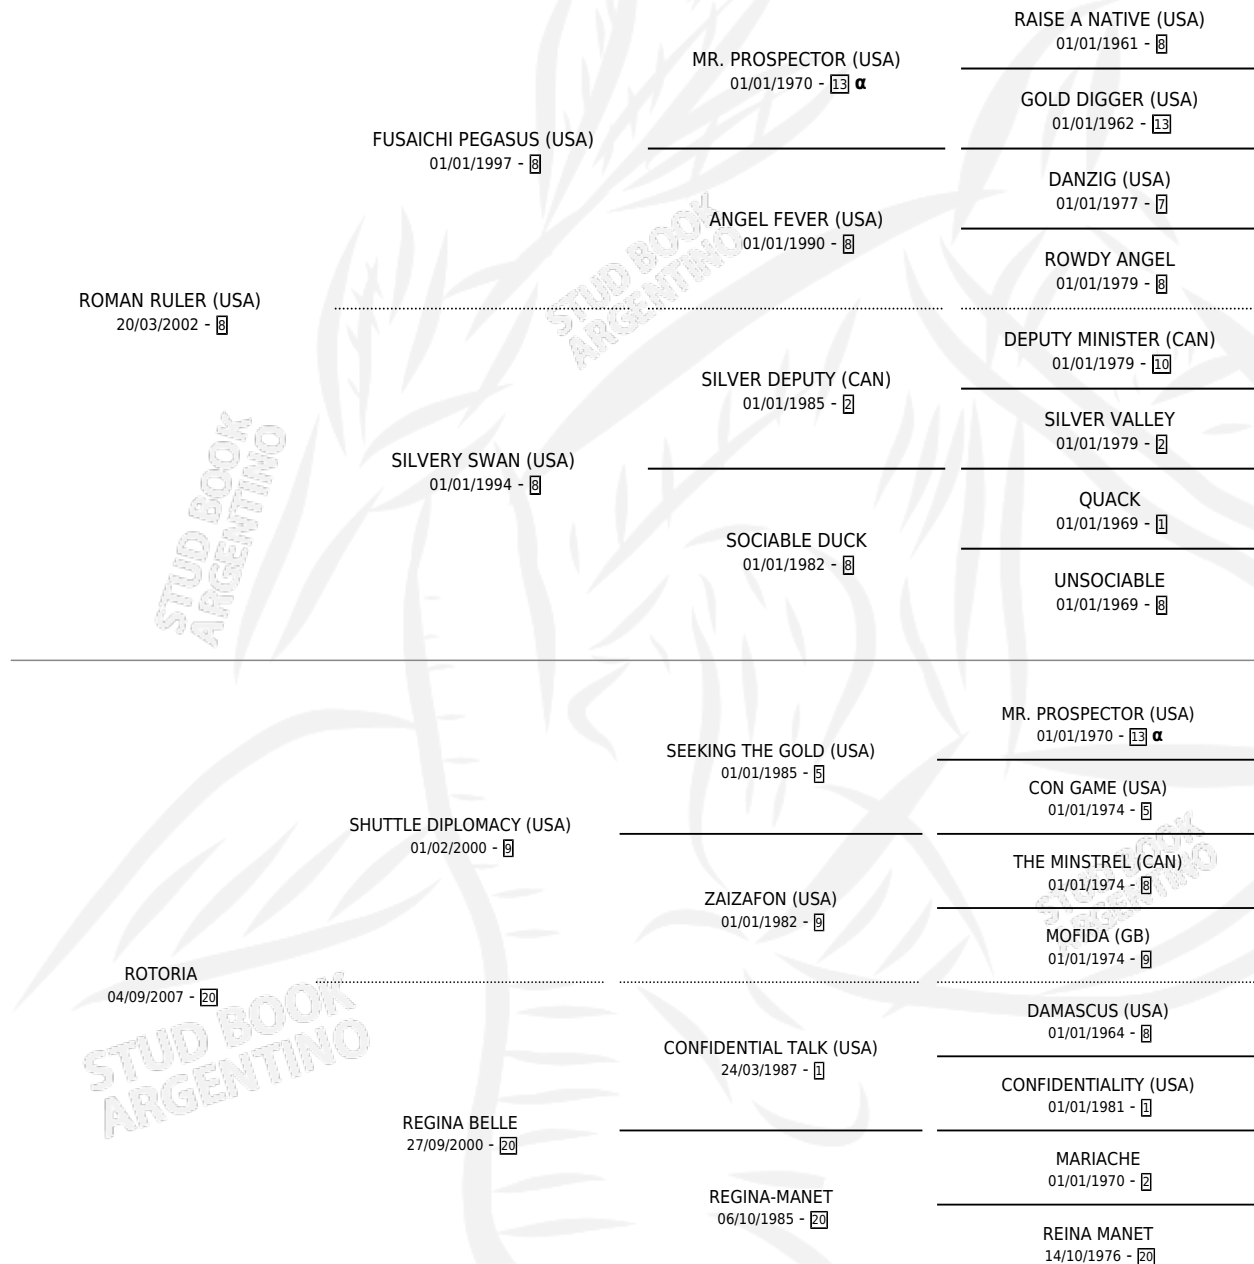 RAISE A NATIVE (USA)
01/01/1961 - 8
MR. PROSPECTOR (USA)
01/01/1970 - 13 α
GOLD DIGGER (USA)
01/01/1962 - 13
FUSAICHI PEGASUS (USA)
01/01/1997 - 8
DANZIG (USA)
01/01/1977 - 7
ANGEL FEVER (USA)
01/01/1990 - 8
ROWDY ANGEL
01/01/1979 - 8
STUD BOOK
ARGENTINO
ROMAN RULER (USA)
20/03/2002 - 8
DEPUTY MINISTER (CAN)
01/01/1979 - 10
SILVER DEPUTY (CAN)
01/01/1985 - 2
SILVER VALLEY
01/01/1979 - 2
SILVERY SWAN (USA)
01/01/1994 - 8
QUACK
01/01/1969 - 1
SOCIABLE DUCK
01/01/1982 - 8
UNSOCIABLE
01/01/1969 - 8
STUD BOOK
ARGENTINO
MR. PROSPECTOR (USA)
01/01/1970 - 13 α
SEEKING THE GOLD (USA)
01/01/1985 - 5
CON GAME (USA)
01/01/1974 - 5
SHUTTLE DIPLOMACY (USA)
01/02/2000 - 9
THE MINSTREL (CAN)
01/01/1974 - 8
STUD BOOK
ARGENTINO
ZAIZAFON (USA)
01/01/1982 - 9
MOFIDA (GB)
01/01/1974 - 9
ROTORIA
04/09/2007 - 20
STUD BOOK
ARGENTINO
DAMASCUS (USA)
01/01/1964 - 8
CONFIDENTIAL TALK (USA)
24/03/1987 - 1
CONFIDENTIALITY (USA)
01/01/1981 - 1
REGINA BELLE
27/09/2000 - 20
MARIACHE
01/01/1970 - 2
REGINA-MANET
06/10/1985 - 20
REINA MANET
14/10/1976 - 20